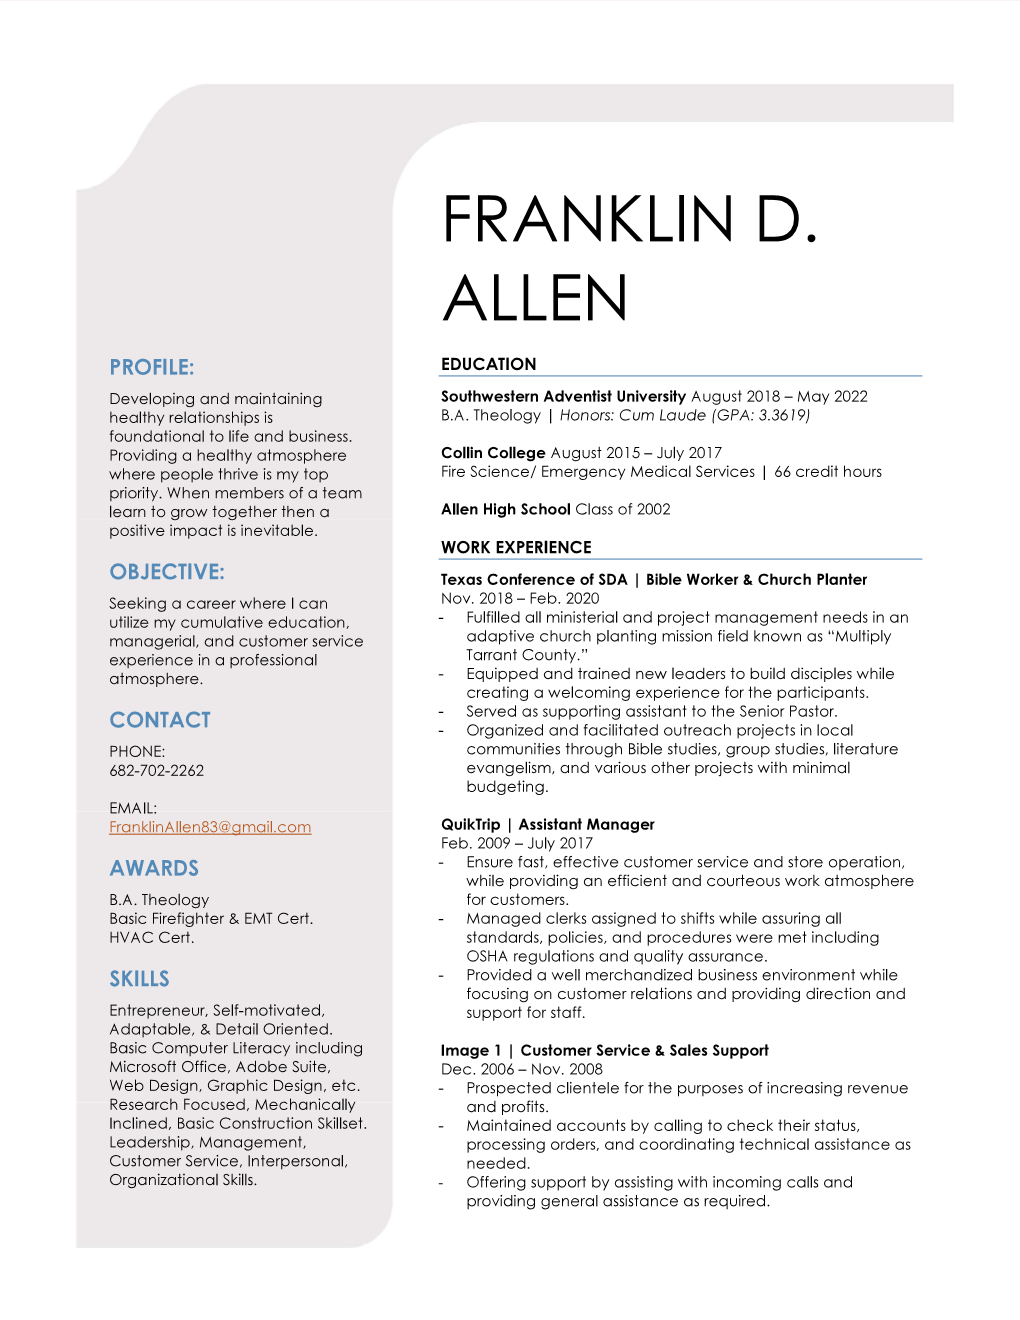 FRANKLIN D.
ALLEN
PROFILE:
Developing and maintaining
healthy relationships is
foundational to life and business.
Providing a healthy atmosphere
where people thrive is my top
priority. When members of a team
learn to grow together then a
positive impact is inevitable.
OBJECTIVE:
Seeking a career where I can
utilize my cumulative education,
managerial, and customer service
experience in a professional
atmosphere.
CONTACT
PHONE:
682-702-2262
EMAIL:
FranklinAllen83@gmail.com
AWARDS
B.A. Theology
Basic Firefighter & EMT Cert.
HVAC Cert.
SKILLS
Entrepreneur, Self-motivated,
Adaptable, & Detail Oriented.
Basic Computer Literacy including
Microsoft Office, Adobe Suite,
Web Design, Graphic Design, etc.
Research Focused, Mechanically
Inclined, Basic Construction Skillset.
Leadership, Management,
Customer Service, Interpersonal,
Organizational Skills.
EDUCATION
Southwestern Adventist University August 2018 – May 2022
B.A. Theology | Honors: Cum Laude (GPA: 3.3619)
Collin College August 2015 – July 2017
Fire Science/ Emergency Medical Services | 66 credit hours
Allen High School Class of 2002
WORK EXPERIENCE
Texas Conference of SDA | Bible Worker & Church Planter
Nov. 2018 – Feb. 2020
- Fulfilled all ministerial and project management needs in an
adaptive church planting mission field known as “Multiply
Tarrant County.”
- Equipped and trained new leaders to build disciples while
creating a welcoming experience for the participants.
- Served as supporting assistant to the Senior Pastor.
- Organized and facilitated outreach projects in local
communities through Bible studies, group studies, literature
evangelism, and various other projects with minimal
budgeting.
QuikTrip | Assistant Manager
Feb. 2009 – July 2017
- Ensure fast, effective customer service and store operation,
while providing an efficient and courteous work atmosphere
for customers.
- Managed clerks assigned to shifts while assuring all
standards, policies, and procedures were met including
OSHA regulations and quality assurance.
- Provided a well merchandized business environment while
focusing on customer relations and providing direction and
support for staff.
Image 1 | Customer Service & Sales Support
Dec. 2006 – Nov. 2008
- Prospected clientele for the purposes of increasing revenue
and profits.
- Maintained accounts by calling to check their status,
processing orders, and coordinating technical assistance as
needed.
- Offering support by assisting with incoming calls and
providing general assistance as required.